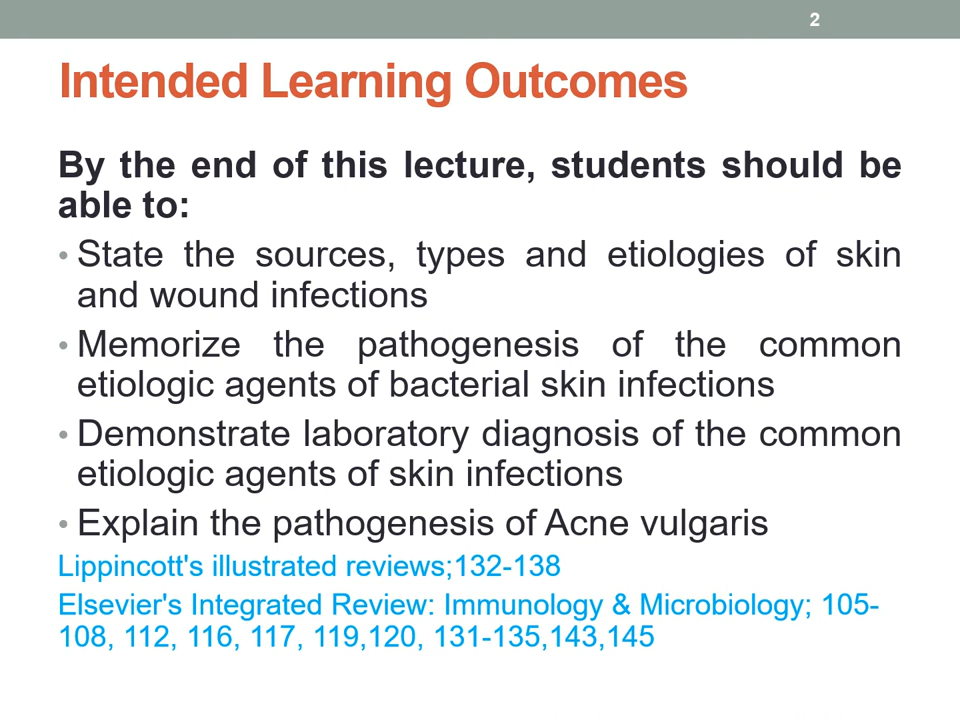 2
Intended Learning Outcomes
By the end of this lecture, students should be
able to:
• State the sources, types and etiologies of skin
and wound infections
• Memorize the pathogenesis of the common
etiologic agents of bacterial skin infections
• Demonstrate laboratory diagnosis of the common
etiologic agents of skin infections
• Explain the pathogenesis of Acne vulgaris
Lippincott's illustrated reviews;132-138
Elsevier's Integrated Review: Immunology & Microbiology; 105-
108, 112, 116, 117, 119,120, 131-135,143,145